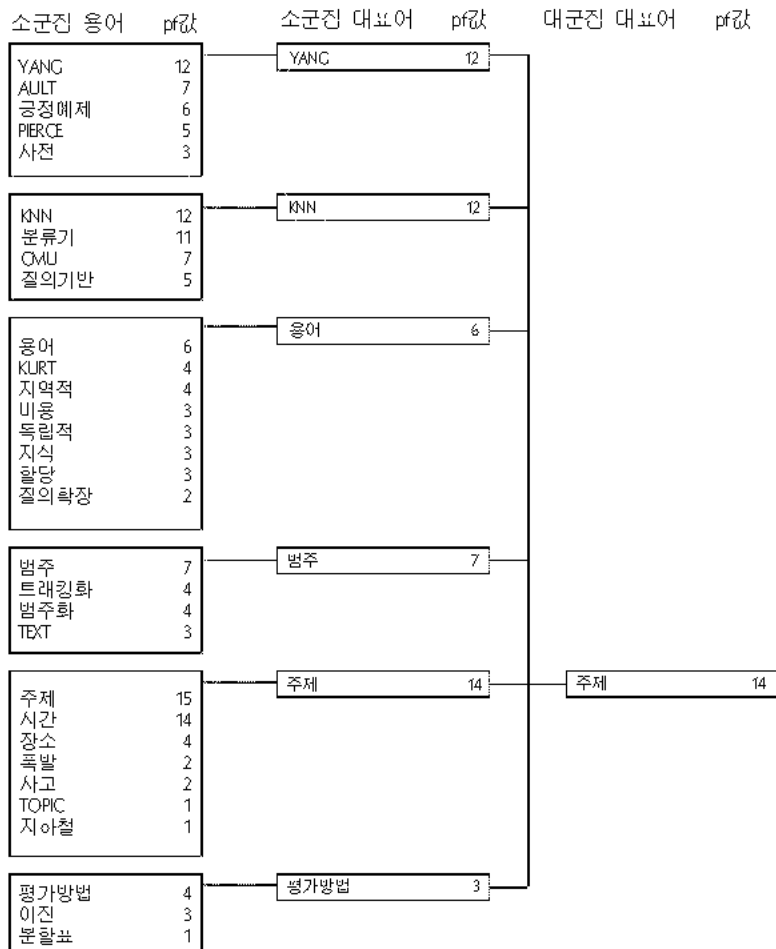 소군집 용어 pf값 소군집 대표어 pf값 대군집 대표어 pf값
YANG 12
AULT 7
긍정예제 6
PIERCE 5
사전 3
YANG 12
KNN 12
분류기 11
CMU 7
질의기반 5
KNN 12
용어 6
KURT 4
지역적 4
비용 3
독립적 3
지식 3
할당 3
질의확장 2
용어 6
범주 7
트래킹화 4
범주화 4
TEXT 3
범주 7
주제 15
시간 14
장소 4
폭발 2
사고 2
TOPIC 1
지아철 1
주제 14
주제 14
평가방법 4
이진 3
분할표 1
평가방법 3